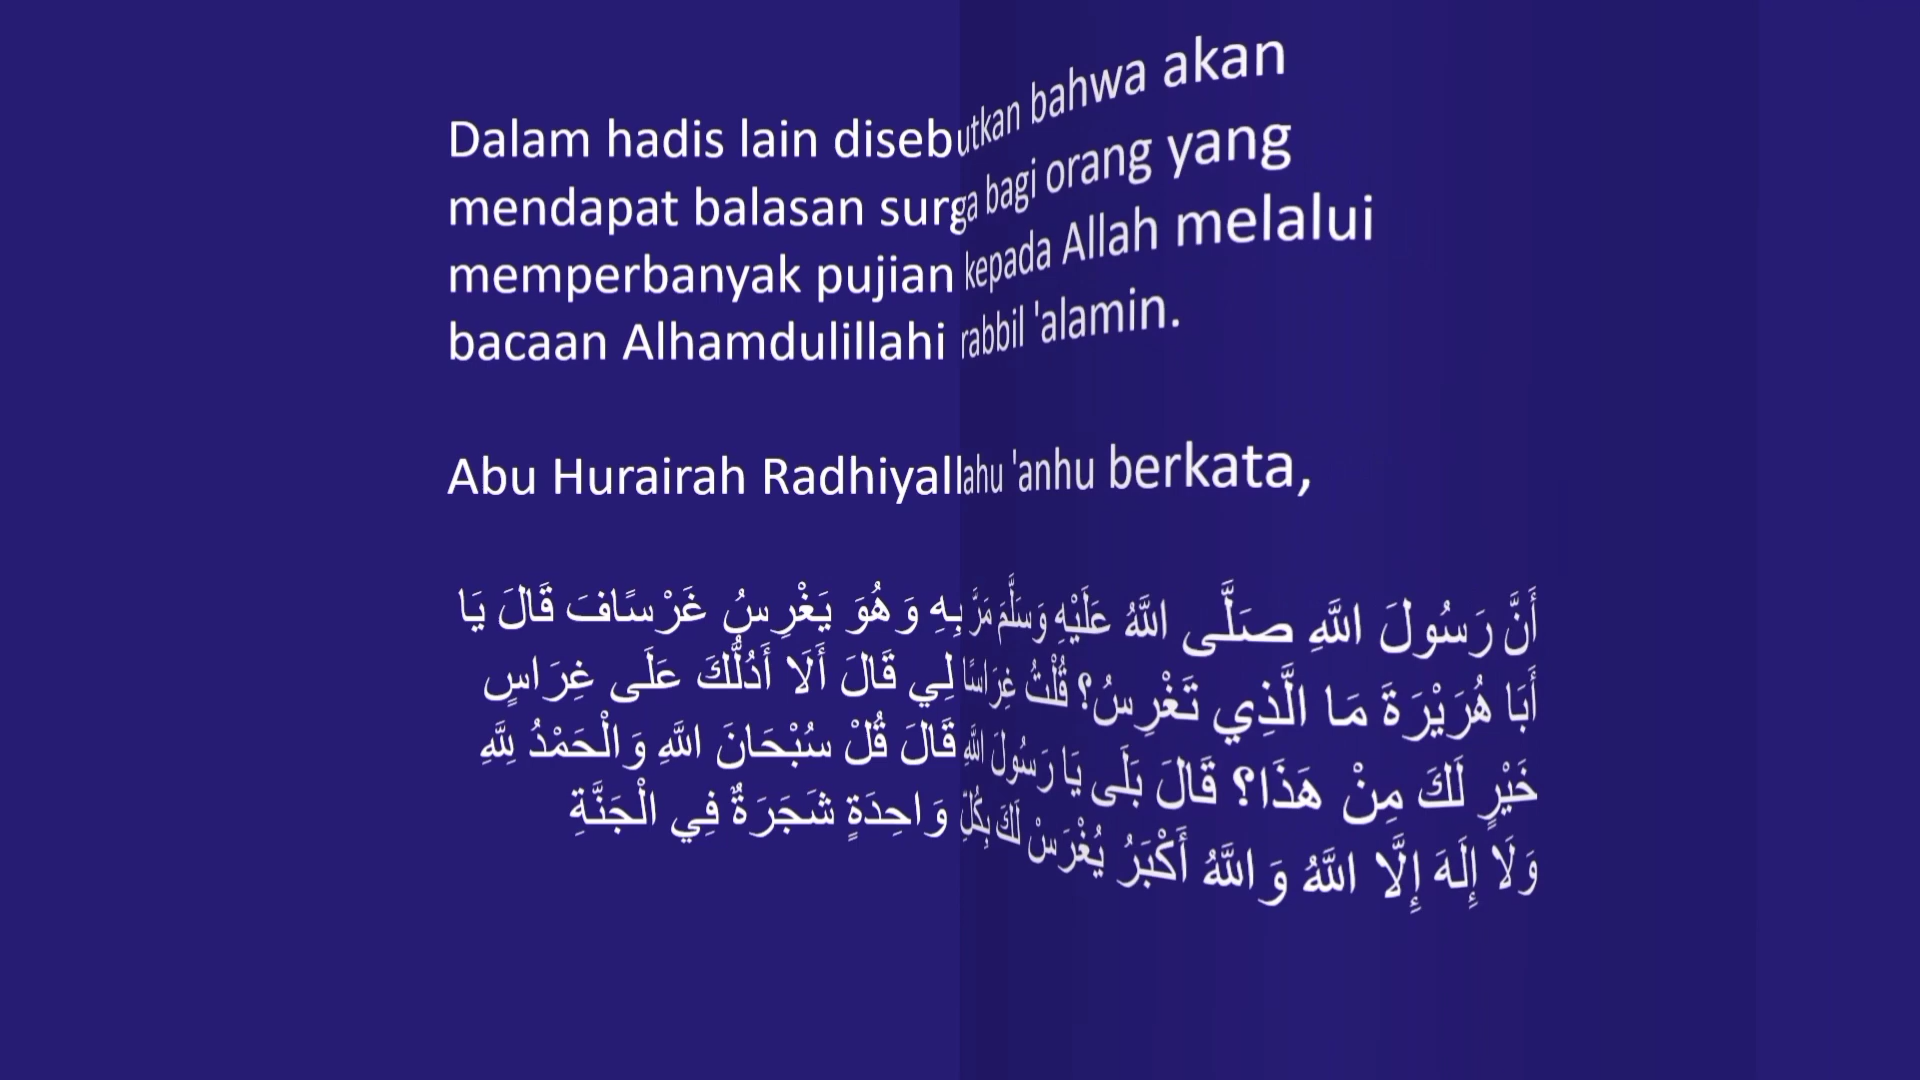 Dalam hadis lain disebutkan bahwa akan
mendapat balasan surga bagi orang yang
memperbanyak pujian kepada Allah melalui
bacaan Alhamdulillahi rabbil 'alamin.
Abu Hurairah Radhiyallahu 'anhu berkata,
أَنَّ رَسُولَ اللَّهِ صَلَّى اللَّهُ عَلَيْهِ وَسَلَّمَ مَرَّ بِهِ وَهُوَ يَغْرِسُ غَرْسًافَ قَالَ يَا
أَبَا هُرَيْرَةَ مَا الَّذِي تَغْرِسُ؟ قُلْتُ غِرَاسًا لِي قَالَ أَلَا أَدُلُّكَ عَلَى غِرَاسٍ
خَيْرٍ لَكَ مِنْ هَذَا؟ قَالَ بَلَى يَا رَسُولَ اللَّهِ قَالَ قُلْ سُبْحَانَ اللَّهِ وَالْحَمْدُ لِلَّهِ
وَلَا إِلَهَ إِلَّا اللَّهُ وَاللَّهُ أَكْبَرُ يُغْرَسْ لَكَ بِكُلِّ وَاحِدَةٍ شَجَرَةٌ فِي الْجَنَّةِ